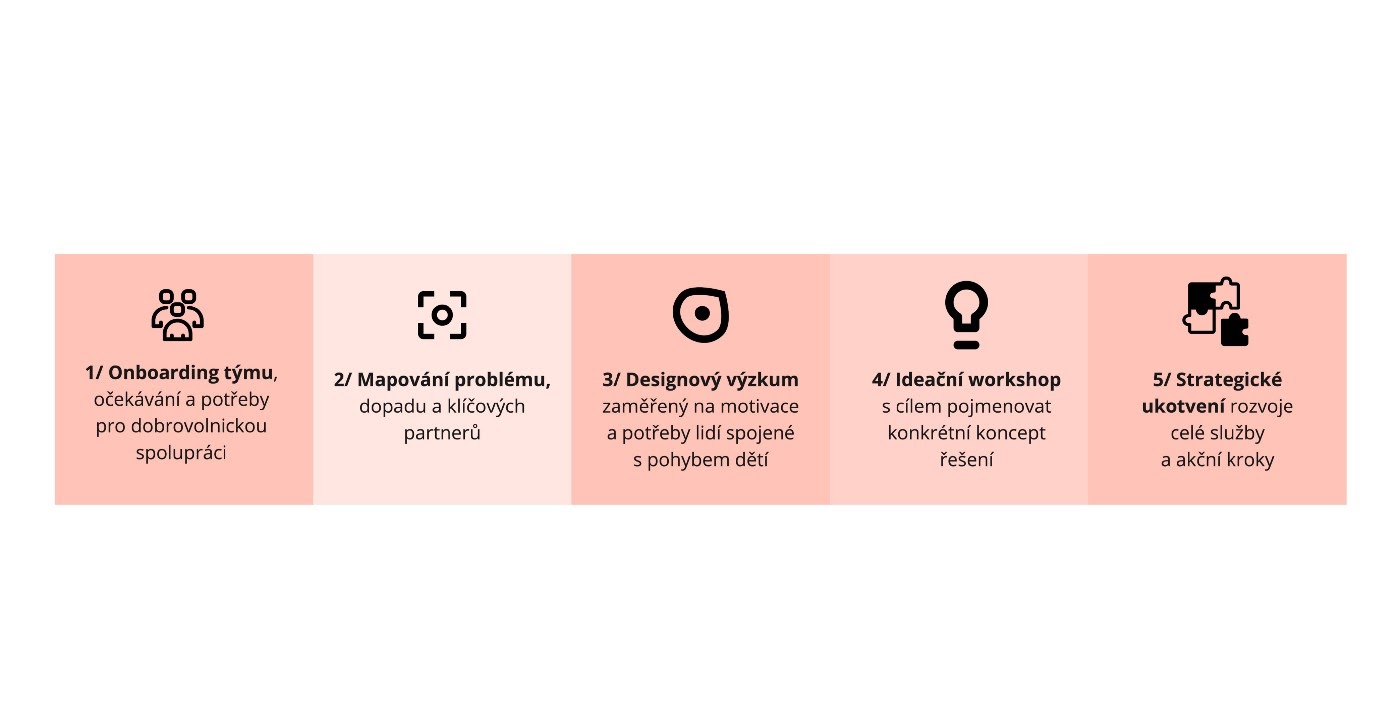 1/ Onboarding týmu,
očekávání a potřeby
pro dobrovolnickou
spolupráci
2/ Mapování problému,
dopadu a klíčových
partnerů
3/ Designový výzkum
zaměřený na motivace
a potřeby lidí spojené
s pohybem dětí
4/ Ideační workshop
s cílem pojmenovat
konkrétní koncept
řešení
5/ Strategické
ukotvení rozvoje
celé služby
a akční kroky